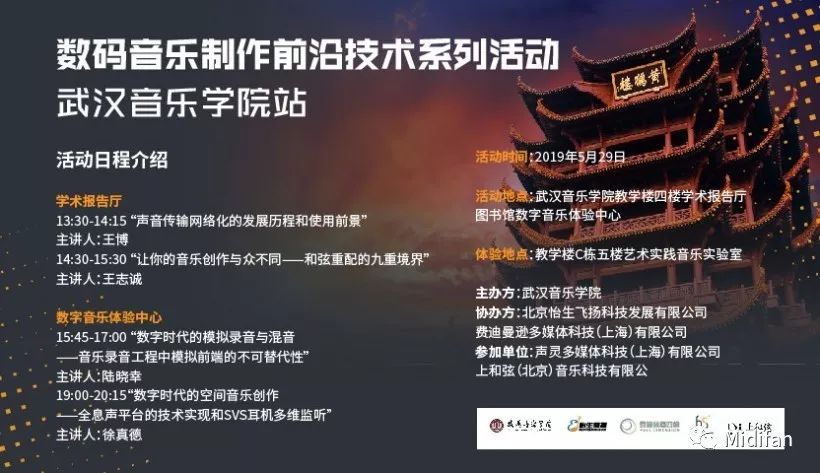 数码音乐制作前沿技术系列活动
武汉音乐学院站
活动日程介绍
学术报告厅
13:30-14:15 “声音传输网络化的发展历程和使用前景”
主讲人:王博
14:30-15:30 “让你的音乐创作与众不同——和弦重配的九重境界”
主讲人:王志诚
数字音乐体验中心
15:45-17:00 “数字时代的模拟录音与混音
——音乐录音工程中模拟前端的不可替代性”
主讲人:陆晓幸
19:00-20:15“数字时代的空间音乐创作
——全息声平台的技术实现和SVS耳机多维监听”
主讲人:徐真德
黄鹤楼
活动时间:2019年5月29日
活动地点:武汉音乐学院教学楼四楼学术报告厅
图书馆数字音乐体验中心
体验地点:教学楼C栋五楼艺术实践音乐实验室
主办方:武汉音乐学院
协办方:北京怡生飞扬科技发展有限公司
费迪曼逊多媒体科技(上海)有限公司
参加单位:声灵多媒体科技(上海)有限公司
上和弦(北京)音乐科技有限公
武汉音乐学院
Midifan